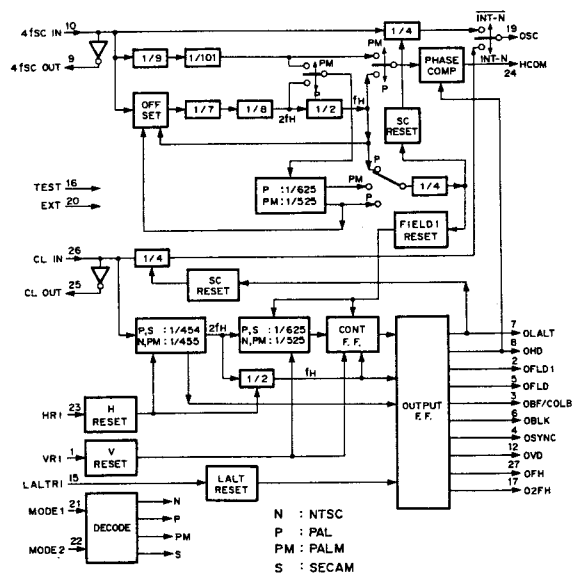 10
4fSC IN
9
4fSC OUT
1/9
1/101
1/4
INT-N
19
OSC
INT-N
PM
PM
P
P
PHASE
COMP
24
HCOM
OFF
SET
1/7
1/8
2fH
1/2
fH
SC
RESET
TEST 16
EXT 20
P : 1/625
PM : 1/525
PM
P
P
1/4
FIELD1
RESET
26
CL IN
25
CL OUT
1/4
SC
RESET
P,S : 1/454
N,PM : 1/455
2fH
P,S : 1/625
N,PM : 1/525
CONT
F.F.
1/2
fH
OUTPUT
F.F.
7
OLALT
8
OHD
2
OFLD1
5
OFLD
3
OBF/COLB
6
OBLK
4
OSYNC
12
OVD
27
OFH
17
O2FH
HR1 23
H
RESET
VR1 1
V
RESET
LALTR1 15
LALT
RESET
MODE1 21
MODE2 22
DECODE
N
P
PM
S
N : NTSC
P : PAL
PM : PALM
S : SECAM